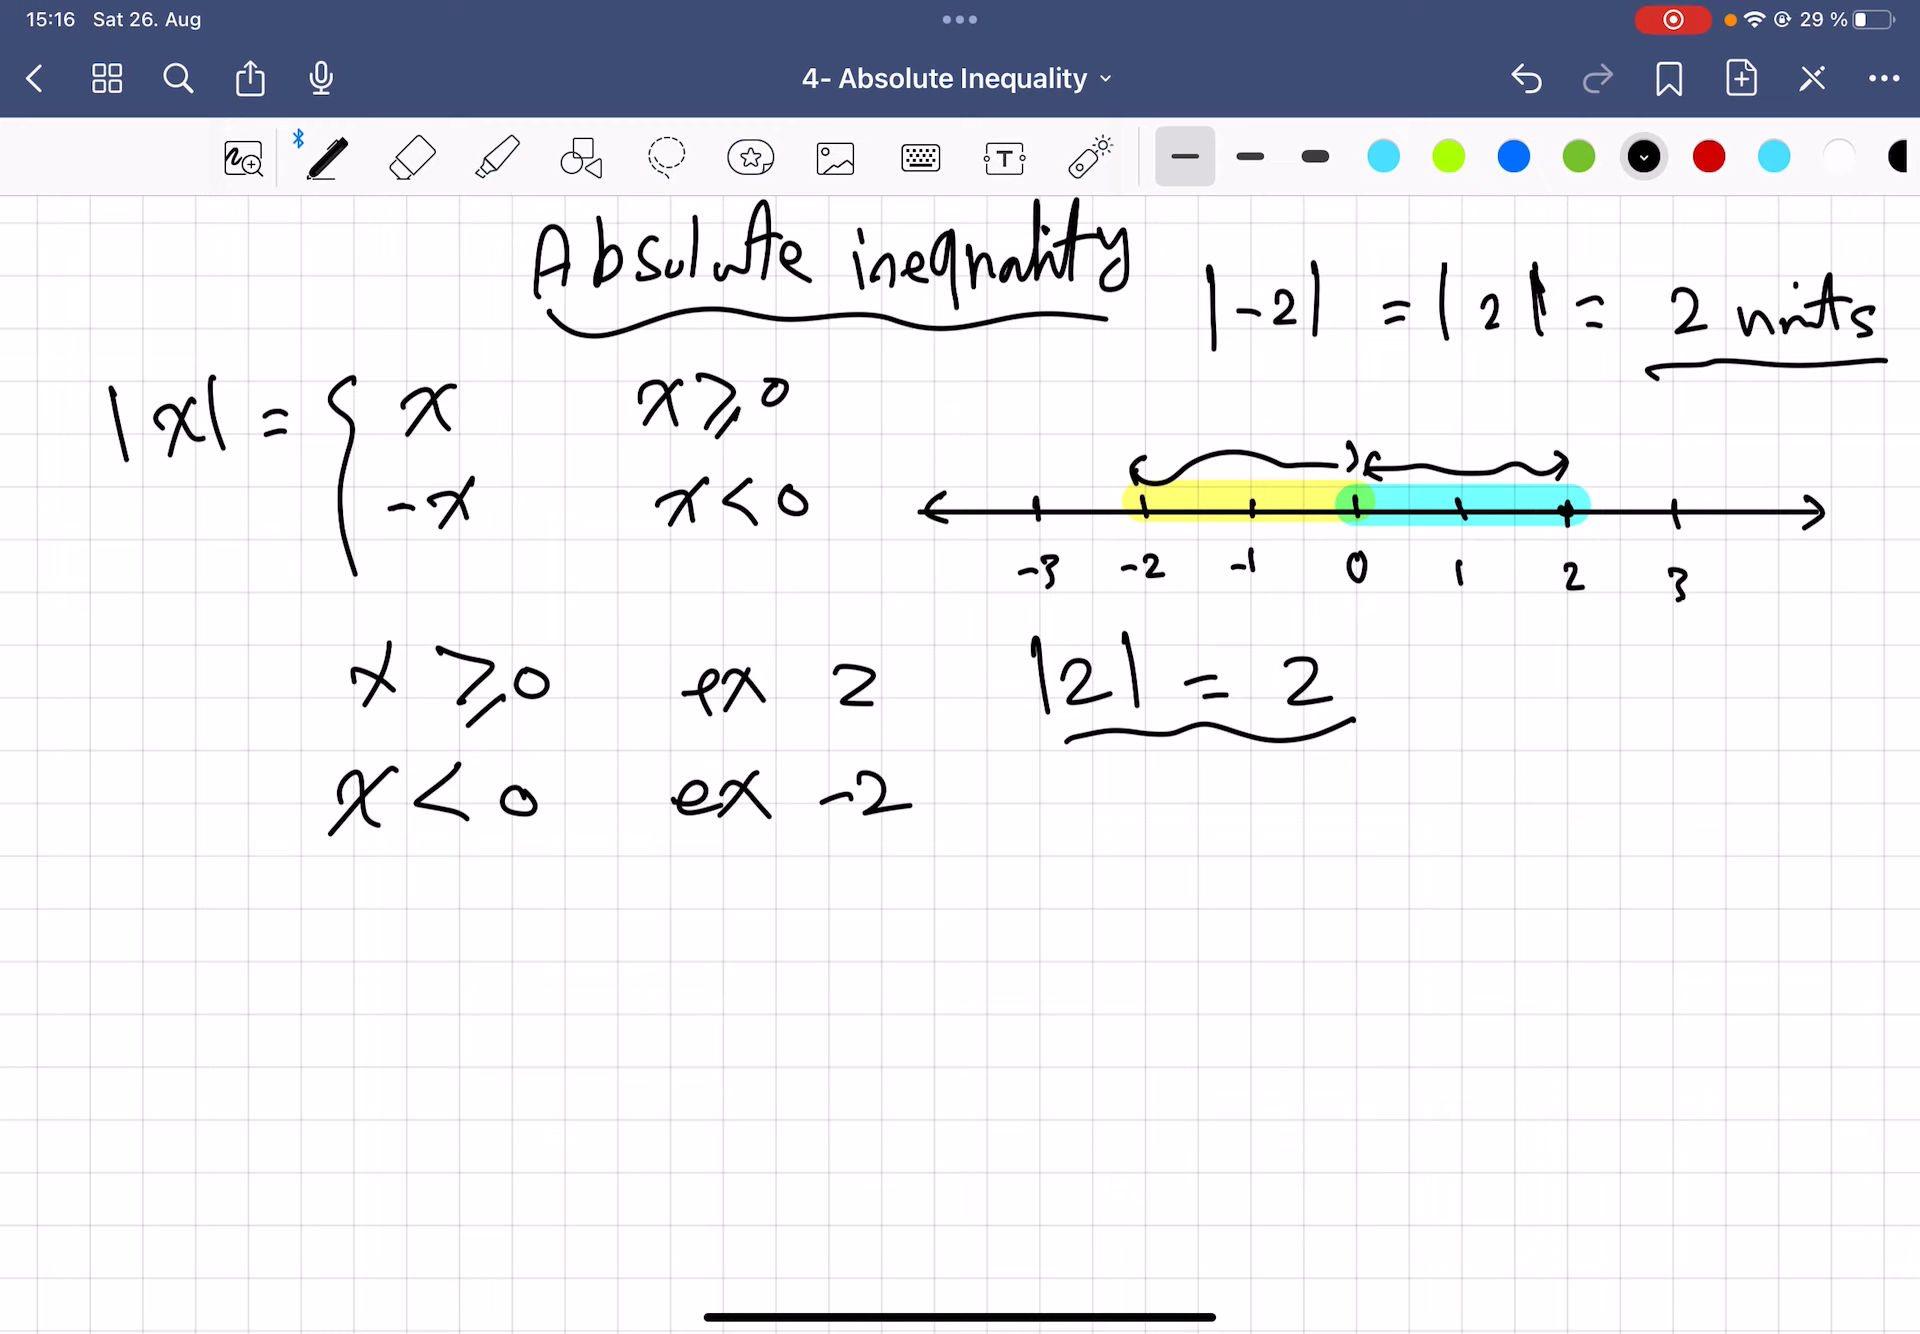 15:16 Sat 26. Aug 29 %
4- Absolute Inequality
T
Absolute inequality
|-2| = |2| = 2 units
|x| = { x x ⩾ 0
-x x < 0
-3 -2 -1 0 1 2 3
x ⩾ 0 ex 2 |2| = 2
x < 0 ex -2